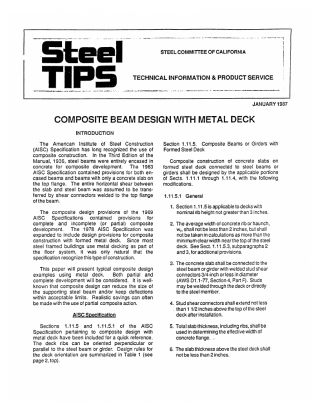 Steel
TIPS
STEEL COMMITTEE OF CALIFORNIA
TECHNICAL INFORMATION & PRODUCT SERVICE
JANUARY 1987
COMPOSITE BEAM DESIGN WITH METAL DECK
INTRODUCTION
The American Institute of Steel Construction
(AISC) Specification has long recognized the use of
composite construction. In the Third Edition of the
Manual, 1936, steel beams were entirely encased in
concrete for composite development. The 1963
AISC Specification contained provisions for both en-
cased beams and beams with only a concrete slab on
the top flange. The entire horizontal shear between
the slab and steel beam was assumed to be trans-
ferred by shear connectors welded to the top flange
of the beam.
The composite design provisions of the 1969
AISC Specifications contained provisions for
complete and incomplete (or partial) composite
development. The 1978 AISC Specification was
expanded to include design provisions for composite
construction with formed metal deck. Since most
steel framed buildings use metal decking as part of
the floor system, it was only natural that the
specification recognize this type of construction.
This paper will present typical composite design
examples using metal deck. Both partial and
complete development will be considered. It is well-
known that composite design can reduce the size of
the supporting steel beam and/or keep deflections
within acceptable limits. Realistic savings can often
be made with the use of partial composite action.
AISC Specification
Sections 1.11.5 and 1.11.5.1 of the AISC
Specification pertaining to composite design with
metal deck have been included for a quick reference.
The deck ribs can be oriented perpendicular or
parallel to the steel beam or girder. Design rules for
the deck orientation are summarized in Table 1 (see
page 2, top).
Section 1.11.5. Composite Beams or Girders with
Formed Steel Deck
Composite construction of concrete slabs on
formed steel deck connected to steel beams or
girders shall be designed by the applicable portions
of Sects. 1.11.1 through 1.11.4, with the following
modifications.
1.11.5.1 General
1. Section 1.11.5 is applicable to decks with
nominal rib height not greater than 3 inches.
2. The average width of concrete rib or haunch,
shall not be less than 2 inches, but shall
not be taken in calculations as more than the
minimum clear width near the top of the steel
deck. See Sect. 1.11.5.3, subparagraphs 2
and 3, for additional provisions.
3. The concrete slab shall be connected to the
steel beam or girder with welded stud shear
connectors 3/4-inch or less in diameter
(AWS D1.1-77, Section 4, Part F). Studs
may be welded through the deck or directly
to the steel member.
4. Stud shear connectors shall extend not less
than 1 1/2 inches above the top of the steel
deck after installation.
5. Total slab thickness, including ribs, shall be
used in determining the effective width of
concrete flange.
6. The slab thickness above the steel deck shall
not be less than 2 inches.